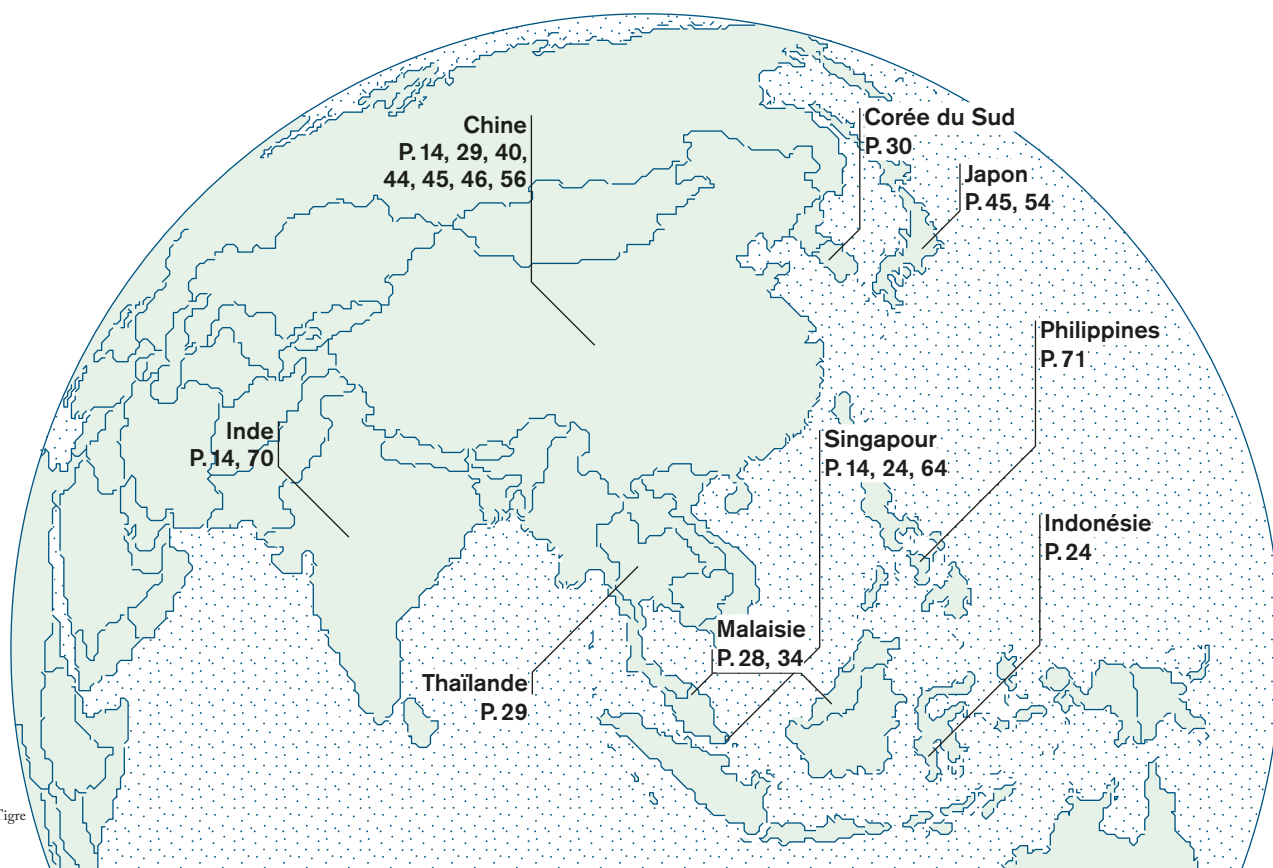 Chine
P. 14, 29, 40,
44, 45, 46, 56
Corée du Sud
P. 30
Japon
P. 45, 54
Philippines
P. 71
Inde
P. 14, 70
Singapour
P. 14, 24, 64
Indonésie
P. 24
Malaisie
P. 28, 34
Thaïlande
P. 29
Tigre